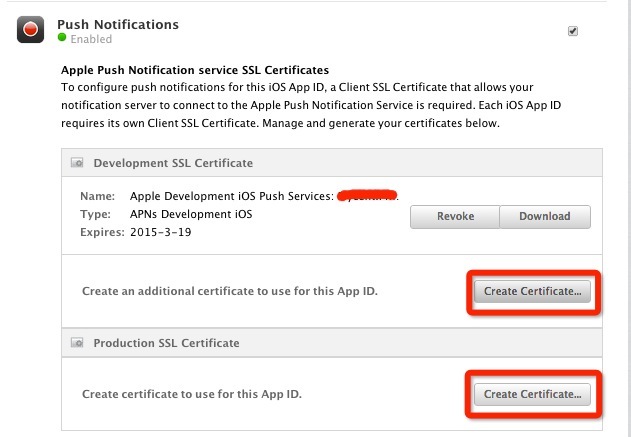 Push Notifications
Enabled
Apple Push Notification service SSL Certificates
To configure push notifications for this iOS App ID, a Client SSL Certificate that allows your
notification server to connect to the Apple Push Notification Service is required. Each iOS App ID
requires its own Client SSL Certificate. Manage and generate your certificates below.
Development SSL Certificate
Name: Apple Development iOS Push Services:
Type: APNs Development iOS
Expires: 2015-3-19
Revoke Download
Create an additional certificate to use for this App ID. Create Certificate...
Production SSL Certificate
Create certificate to use for this App ID. Create Certificate...